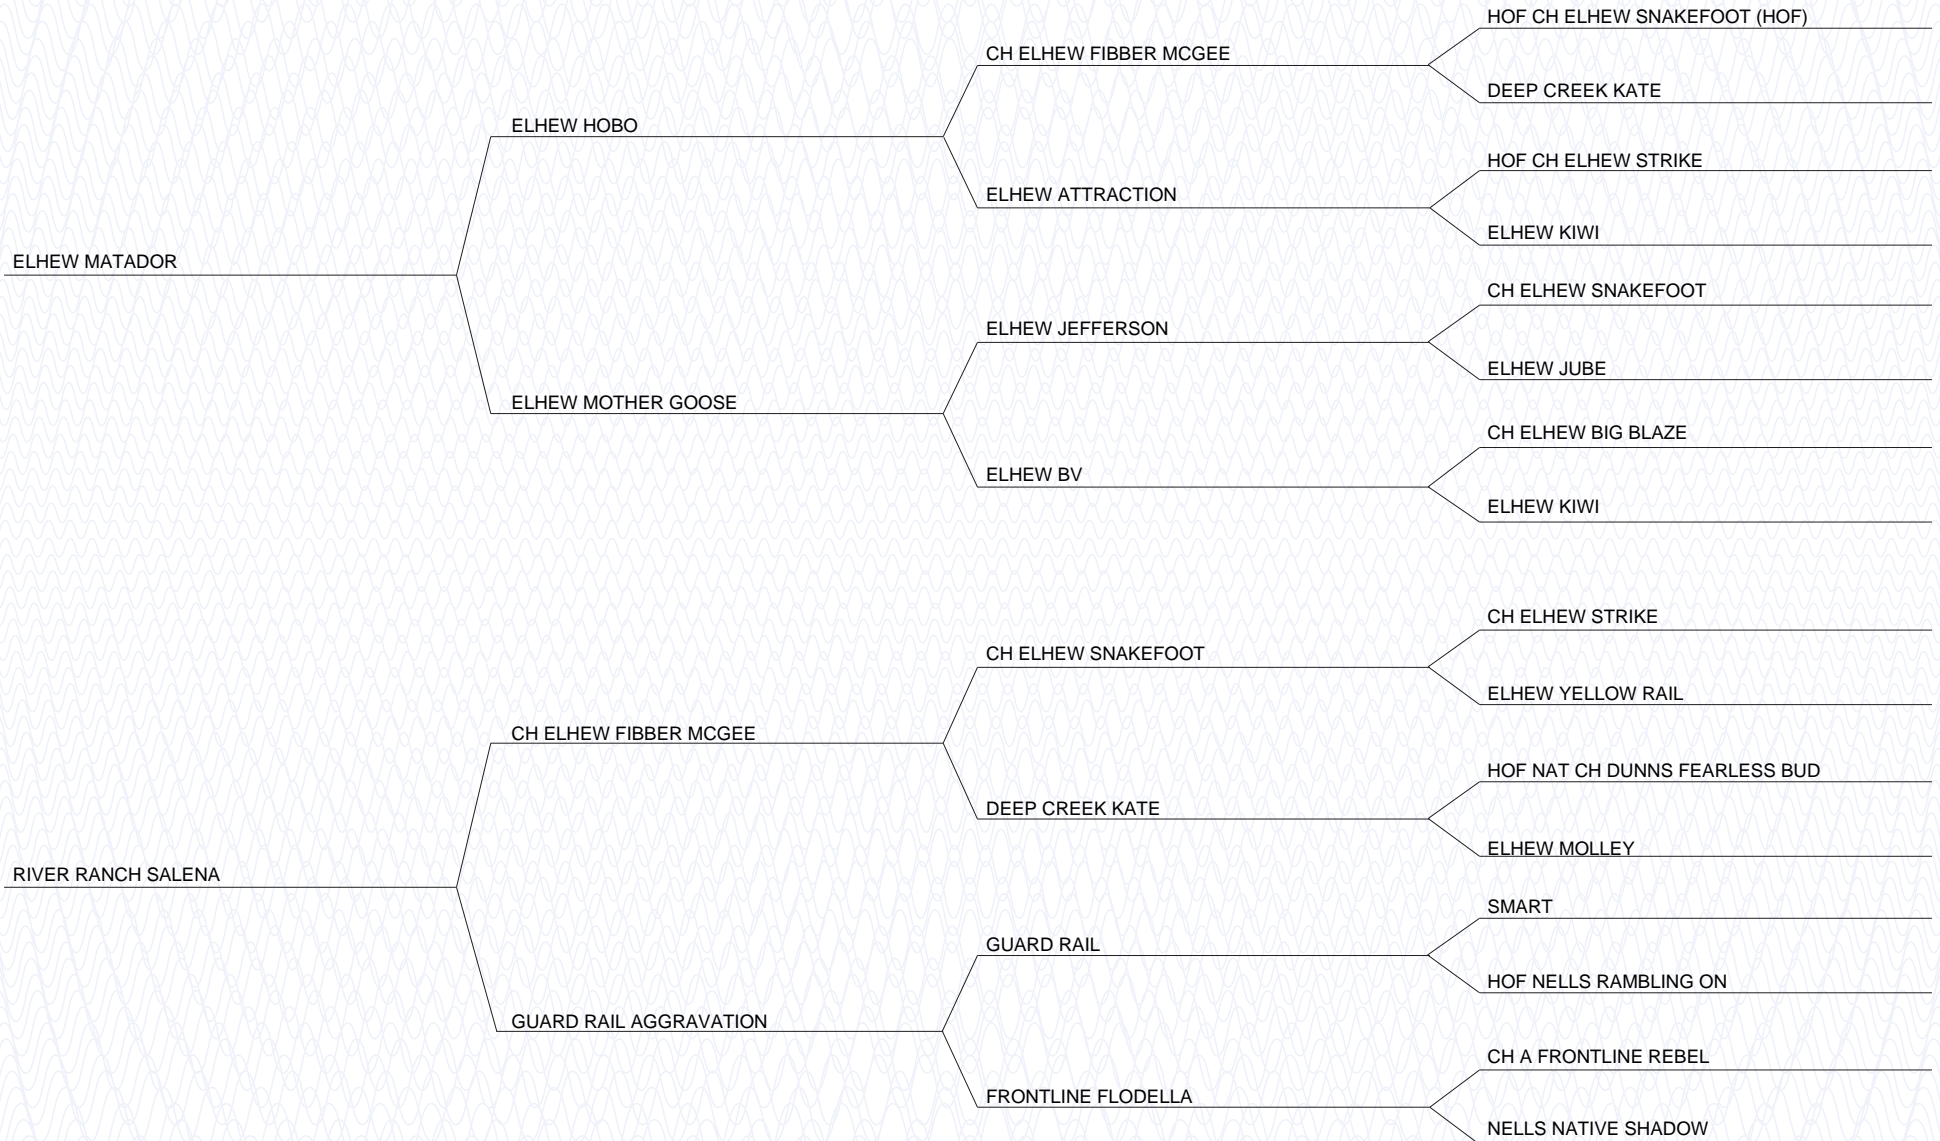 HOF CH ELHEW SNAKEFOOT (HOF)
CH ELHEW FIBBER MCGEE
DEEP CREEK KATE
ELHEW HOBO
HOF CH ELHEW STRIKE
ELHEW ATTRACTION
ELHEW KIWI
ELHEW MATADOR
CH ELHEW SNAKEFOOT
ELHEW JEFFERSON
ELHEW JUBE
ELHEW MOTHER GOOSE
CH ELHEW BIG BLAZE
ELHEW BV
ELHEW KIWI
CH ELHEW STRIKE
CH ELHEW SNAKEFOOT
ELHEW YELLOW RAIL
CH ELHEW FIBBER MCGEE
HOF NAT CH DUNNS FEARLESS BUD
DEEP CREEK KATE
ELHEW MOLLEY
RIVER RANCH SALENA
SMART
GUARD RAIL
HOF NELLS RAMBLING ON
GUARD RAIL AGGRAVATION
CH A FRONTLINE REBEL
FRONTLINE FLODELLA
NELLS NATIVE SHADOW